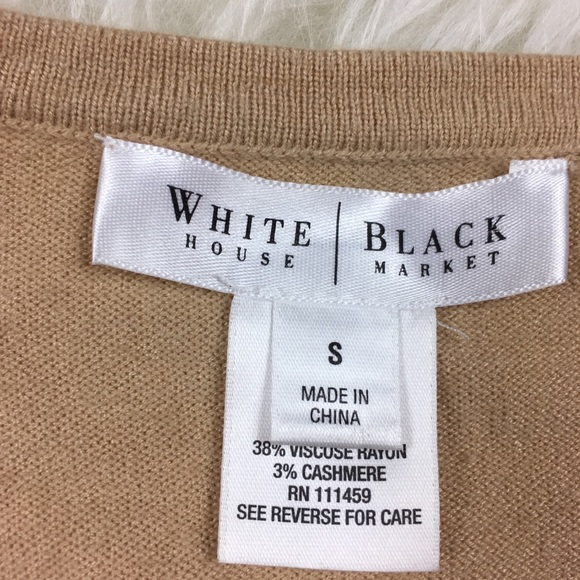 WHITE | BLACK
HOUSE MARKET
S
MADE IN
CHINA
38% VISCOSE RAYON
3% CASHMERE
RN 111459
SEE REVERSE FOR CARE